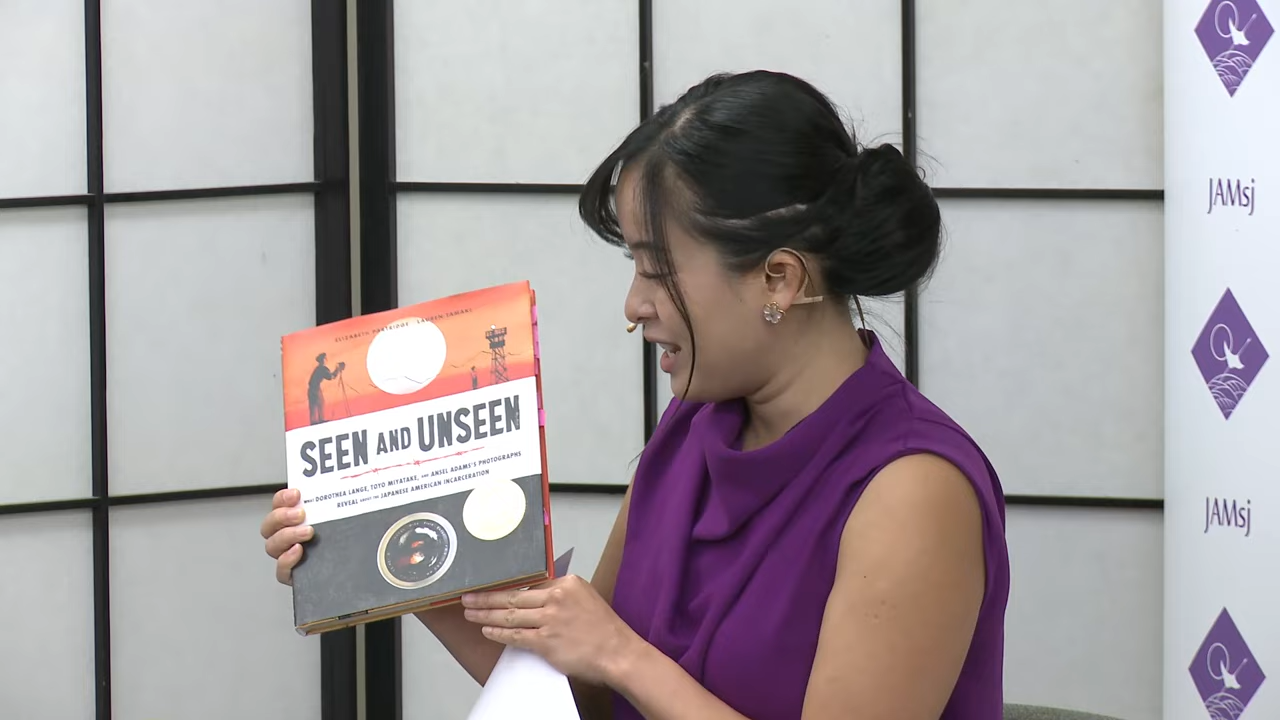 ELIZABETH PARTRIDGE LAUREN TAMAKI
SEEN AND UNSEEN
WHAT DOROTHEA LANGE, TOYO MIYATAKE, AND ANSEL ADAMS'S PHOTOGRAPHS
REVEAL ABOUT THE JAPANESE AMERICAN INCARCERATION
JAMsj
JAMsj